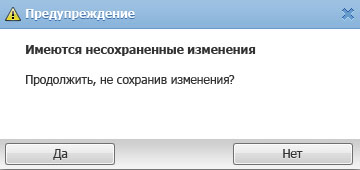 Предупреждение
Имеются несохраненные изменения
Продолжить, не сохранив изменения?
Да
Нет